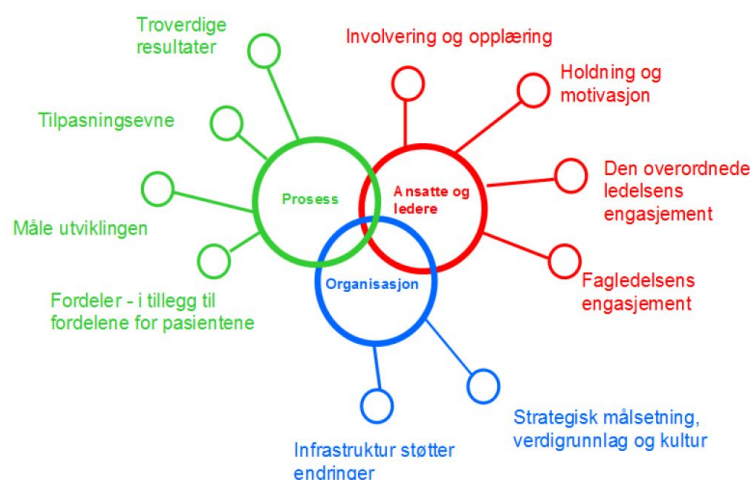 Troverdige
resultater
Involvering og opplæring
Holdning og
motivasjon
Tilpasningsevne
Den overordnede
ledelsens
engasjement
Prosess
Ansatte og
ledere
Måle utviklingen
Fagledelsens
engasjement
Organisasjon
Fordeler - i tillegg til
fordelene for pasientene
Strategisk målsetning,
verdigrunnlag og kultur
Infrastruktur støtter
endringer